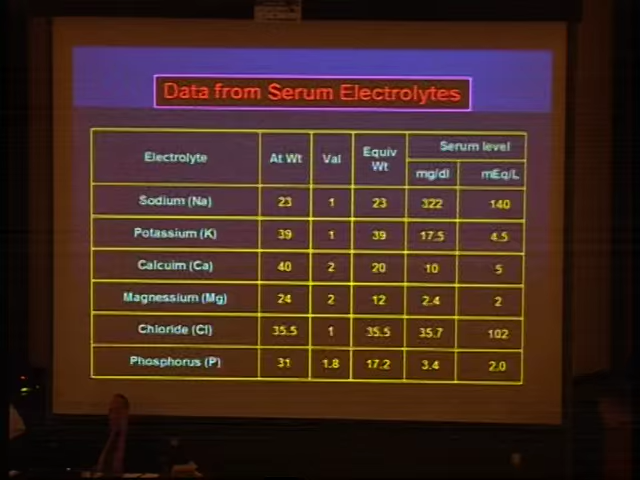 Data from Serum Electrolytes
Electrolyte At Wt Val Equiv Wt Serum level
mg/dl mEq/L
Sodium (Na) 23 1 23 322 140
Potassium (K) 39 1 39 17.5 4.5
Calcuim (Ca) 40 2 20 10 5
Magnessium (Mg) 24 2 12 2.4 2
Chloride (Cl) 35.5 1 35.5 35.7 102
Phosphorus (P) 31 1.8 17.2 3.4 2.0